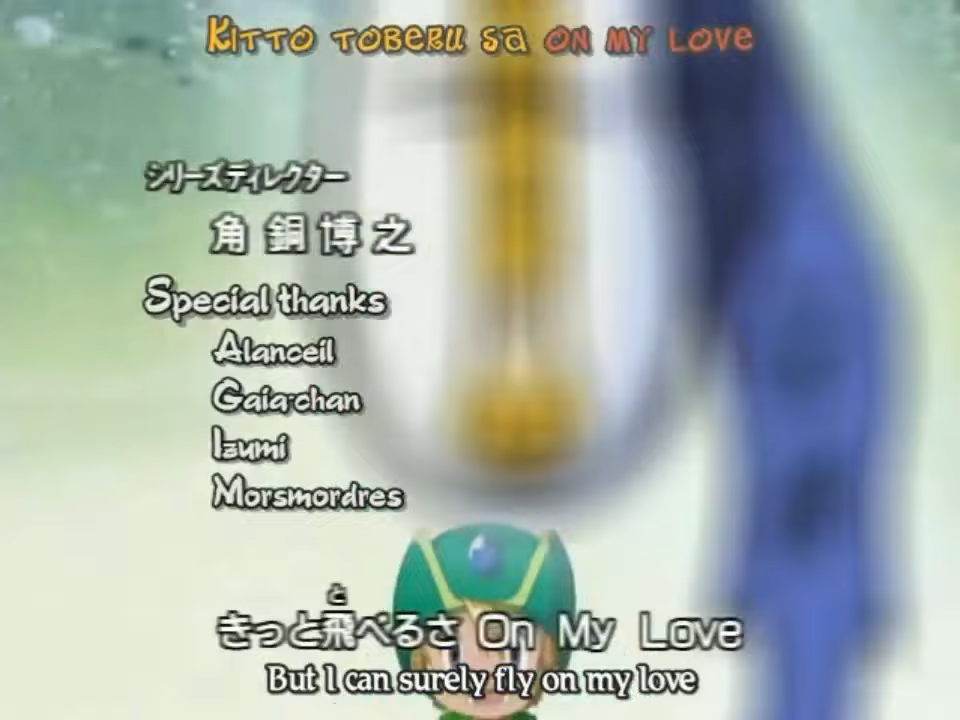 Kitto toberu sa on my love
シリーズディレクター
角銅博之
Special thanks
Alanceil
Gaia-chan
Izumi
Morsmordres
と
きっと飛べるさ On My Love
But I can surely fly on my love